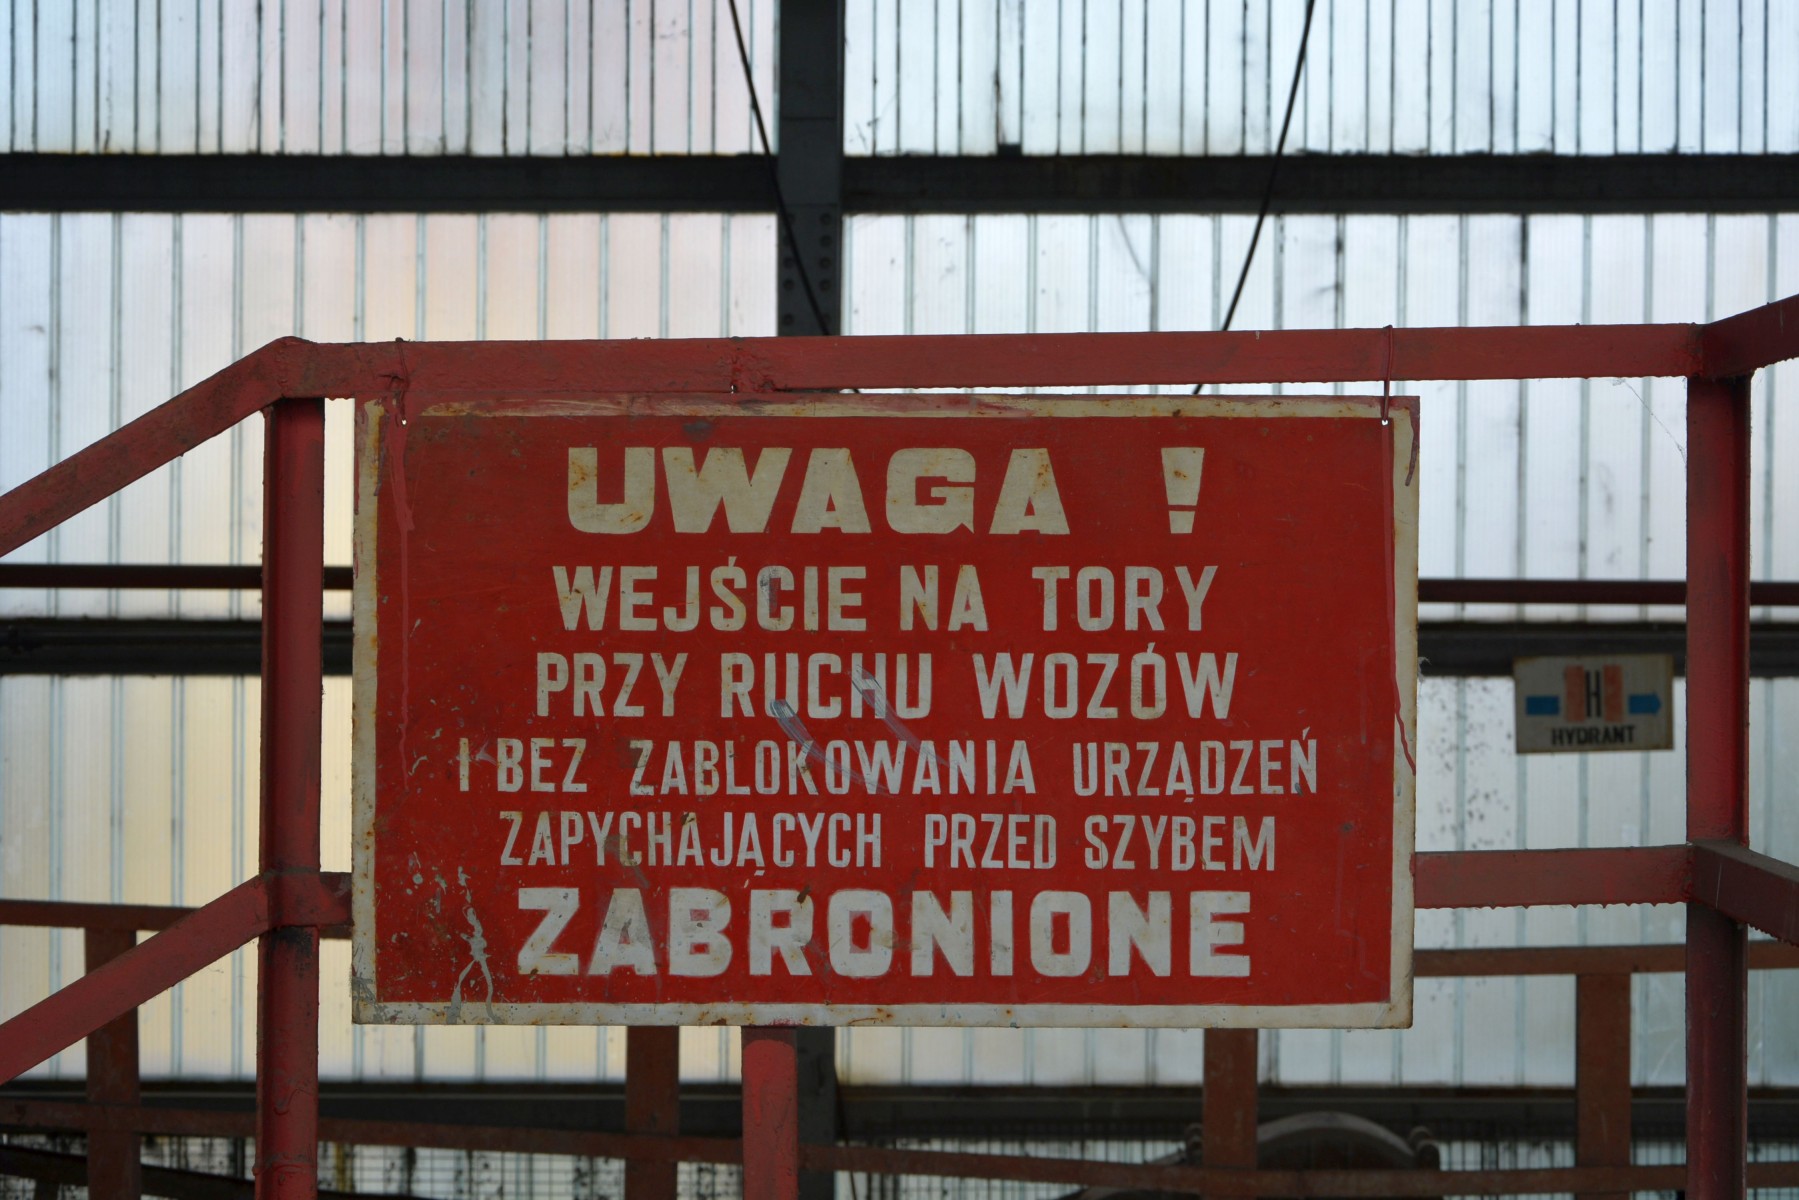 UWAGA !
WEJŚCIE NA TORY
PRZY RUCHU WOZÓW
I BEZ ZABLOKOWANIA URZĄDZEŃ
ZAPYCHAJĄCYCH PRZED SZYBEM
ZABRONIONE
H
HYDRANT